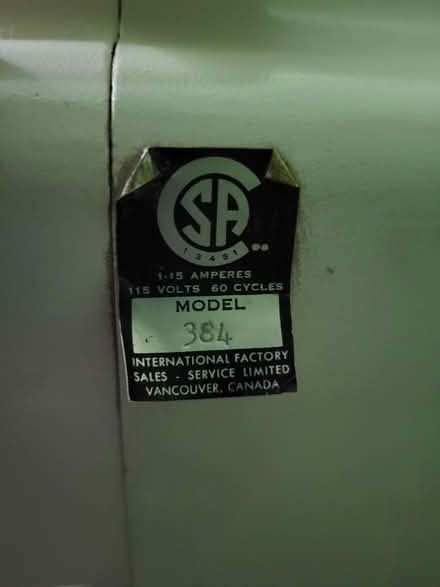 CSA
13491
1.15 AMPERES
115 VOLTS 60 CYCLES
MODEL
384
INTERNATIONAL FACTORY
SALES - SERVICE LIMITED
VANCOUVER, CANADA